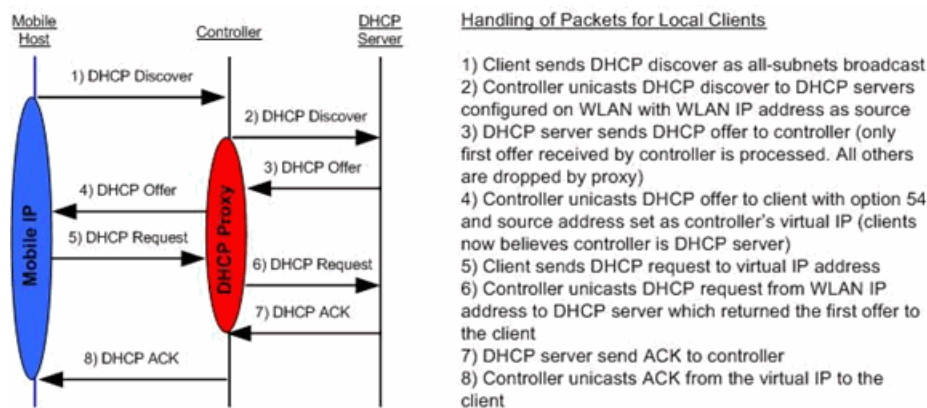 Mobile
Host
Controller
DHCP
Server
1) DHCP Discover
2) DHCP Discover
3) DHCP Offer
4) DHCP Offer
5) DHCP Request
6) DHCP Request
7) DHCP ACK
8) DHCP ACK
Mobile IP
DHCP Proxy
Handling of Packets for Local Clients
1) Client sends DHCP discover as all-subnets broadcast
2) Controller unicasts DHCP discover to DHCP servers
configured on WLAN with WLAN IP address as source
3) DHCP server sends DHCP offer to controller (only
first offer received by controller is processed. All others
are dropped by proxy)
4) Controller unicasts DHCP offer to client with option 54
and source address set as controller's virtual IP (clients
now believes controller is DHCP server)
5) Client sends DHCP request to virtual IP address
6) Controller unicasts DHCP request from WLAN IP
address to DHCP server which returned the first offer to
the client
7) DHCP server send ACK to controller
8) Controller unicasts ACK from the virtual IP to the
client